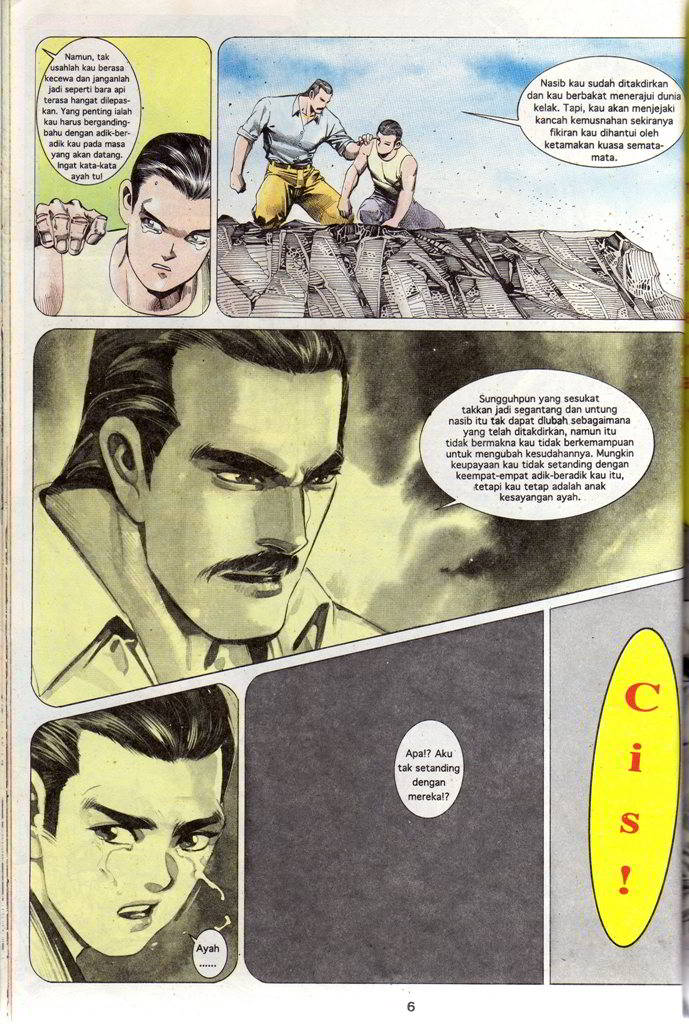 Namun, tak
usahlah kau berasa
kecewa dan janganlah
jadi seperti bara api
terasa hangat dilepas-
kan. Yang penting ialah
kau harus berganding-
bahu dengan adik-ber-
adik kau pada masa
yang akan datang.
Ingat kata-kata
ayah tu!
Nasib kau sudah ditakdirkan
dan kau berbakat menerajui dunia
kelak. Tapi, kau akan menjejaki
kancah kemusnahan sekiranya
fikiran kau dihantui oleh
ketamakan kuasa semata-
mata.
Sungguhpun yang sesukat
takkan jadi segantang dan untung
nasib itu tak dapat diubah sebagaimana
yang telah ditakdirkan, namun itu
tidak bermakna kau tidak berkemampuan
untuk mengubah kesudahannya. Mungkin
keupayaan kau tidak setanding dengan
keempat-empat adik-beradik kau itu,
tetapi kau tetap adalah anak
kesayangan ayah.
Ayah
......
Apa!? Aku
tak setanding
dengan
mereka!?
Cis!
6